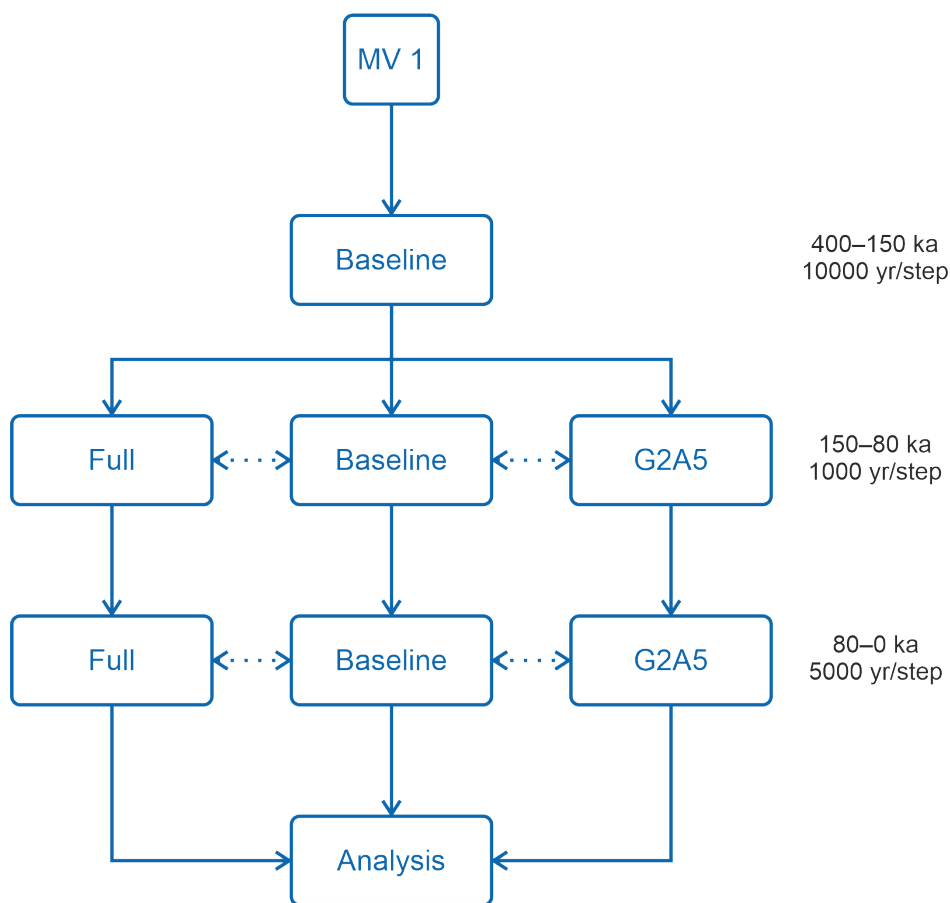 MV 1
Baseline
400–150 ka
10000 yr/step
Full
Baseline
G2A5
150–80 ka
1000 yr/step
Full
Baseline
G2A5
80–0 ka
5000 yr/step
Analysis